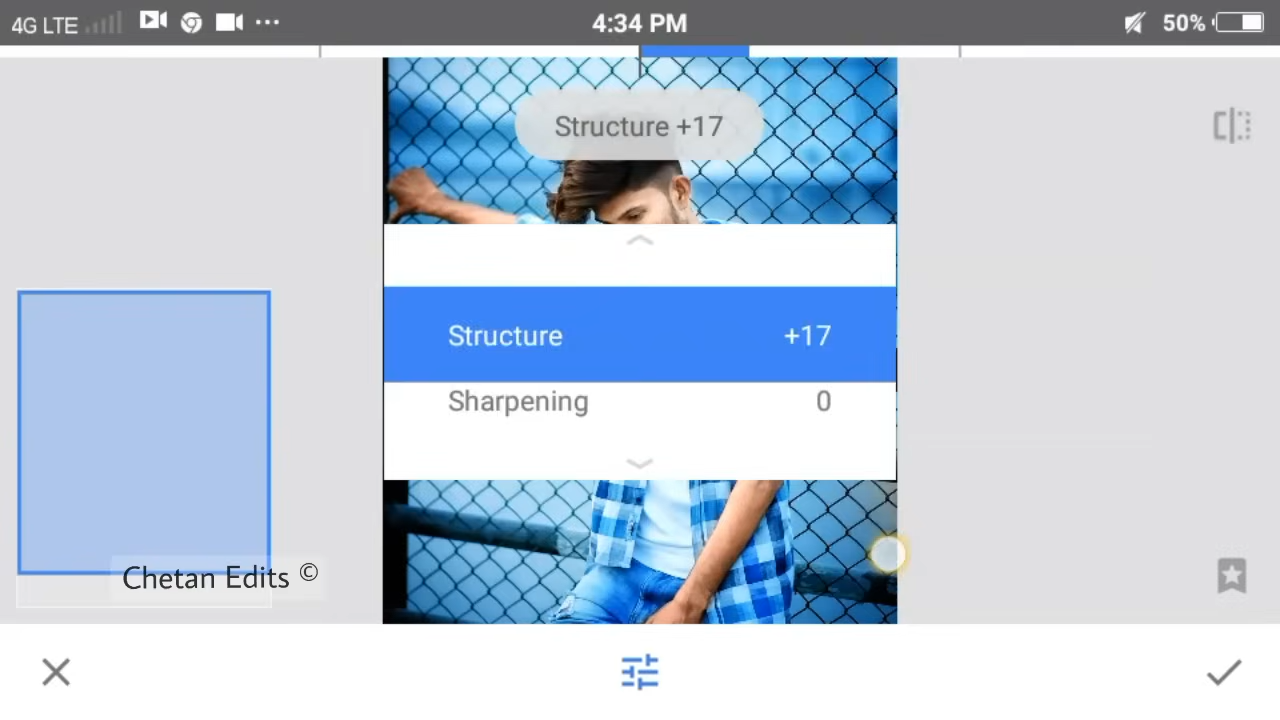 4G LTE
4:34 PM
50%
Structure +17
Structure +17
Sharpening 0
Chetan Edits ©